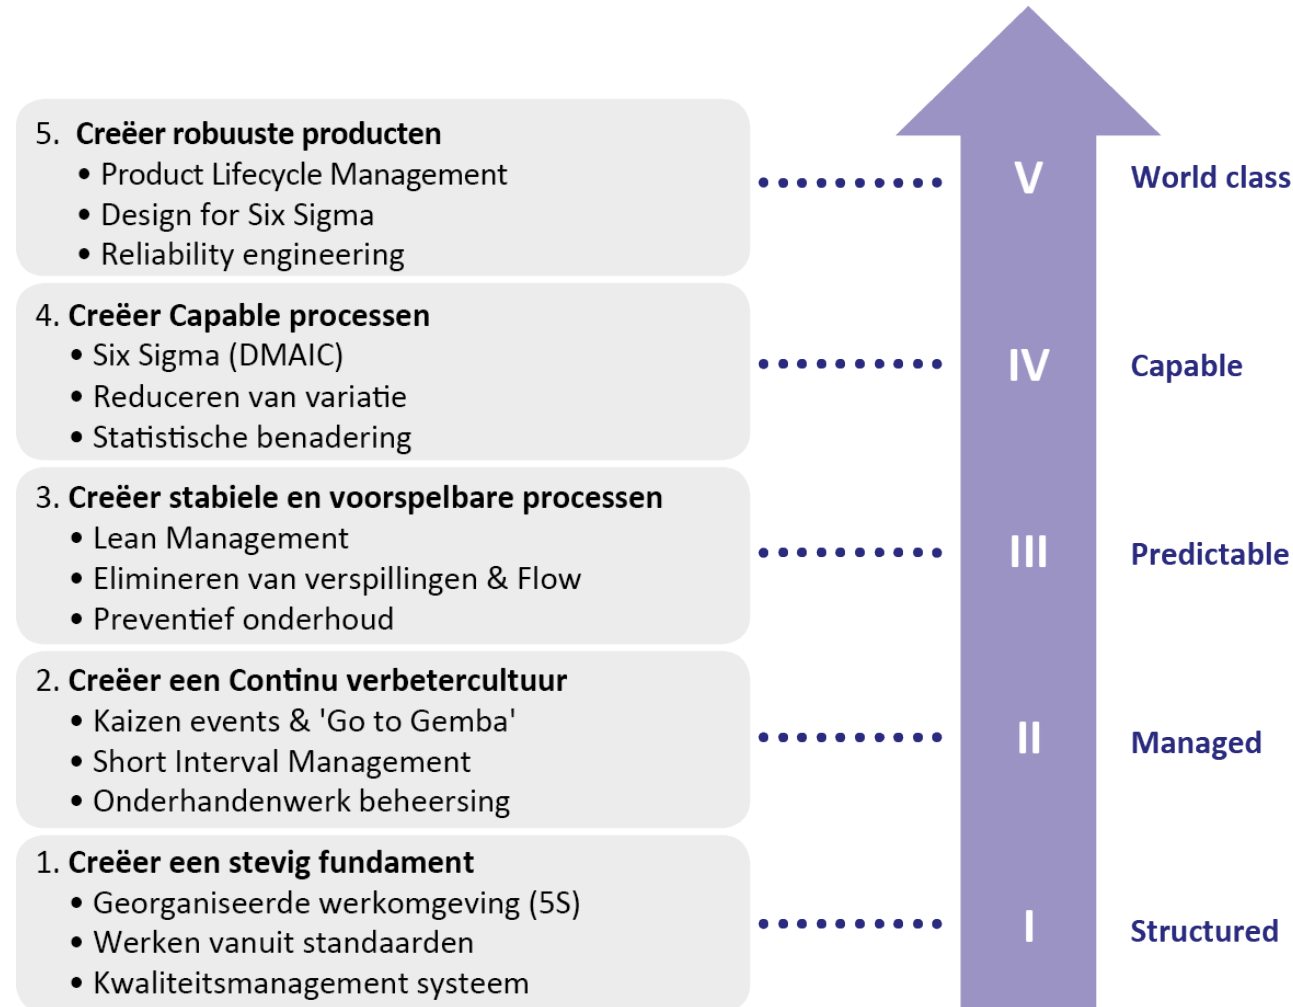 5. Creëer robuuste producten
• Product Lifecycle Management
• Design for Six Sigma
• Reliability engineering
V
World class
4. Creëer Capable processen
• Six Sigma (DMAIC)
• Reduceren van variatie
• Statistische benadering
IV
Capable
3. Creëer stabiele en voorspelbare processen
• Lean Management
• Elimineren van verspillingen & Flow
• Preventief onderhoud
III
Predictable
2. Creëer een Continu verbetercultuur
• Kaizen events & 'Go to Gemba'
• Short Interval Management
• Onderhandenwerk beheersing
II
Managed
1. Creëer een stevig fundament
• Georganiseerde werkomgeving (5S)
• Werken vanuit standaarden
• Kwaliteitsmanagement systeem
I
Structured